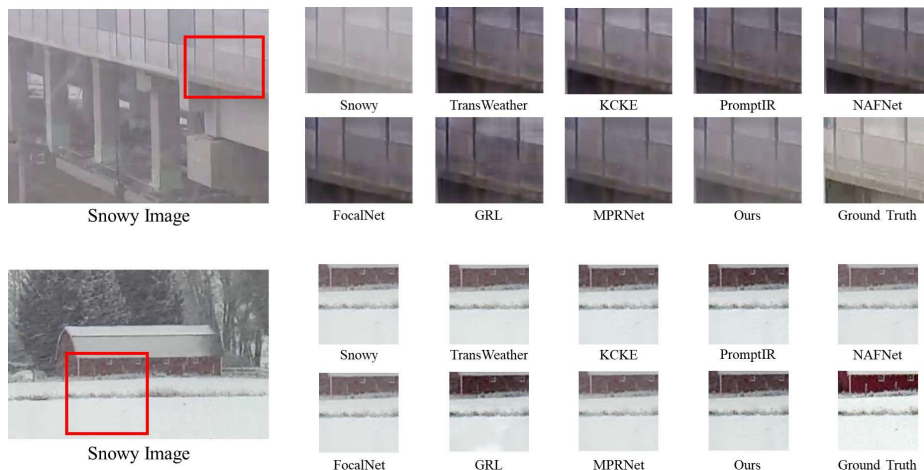 Snowy TransWeather KCKE PromptIR NAFNet
Snowy Image FocalNet GRL MPRNet Ours Ground Truth
Snowy TransWeather KCKE PromptIR NAFNet
Snowy Image FocalNet GRL MPRNet Ours Ground Truth